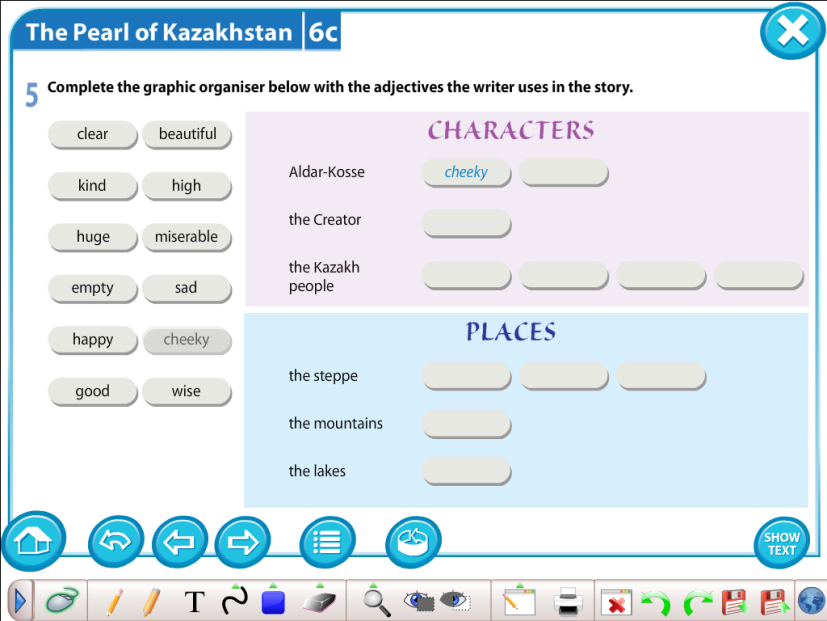 The Pearl of Kazakhstan 6c
5 Complete the graphic organiser below with the adjectives the writer uses in the story.
clear beautiful
kind high
huge miserable
empty sad
happy cheeky
good wise
CHARACTERS
Aldar-Kosse cheeky
the Creator
the Kazakh
people
PLACES
the steppe
the mountains
the lakes
SHOW
TEXT
T